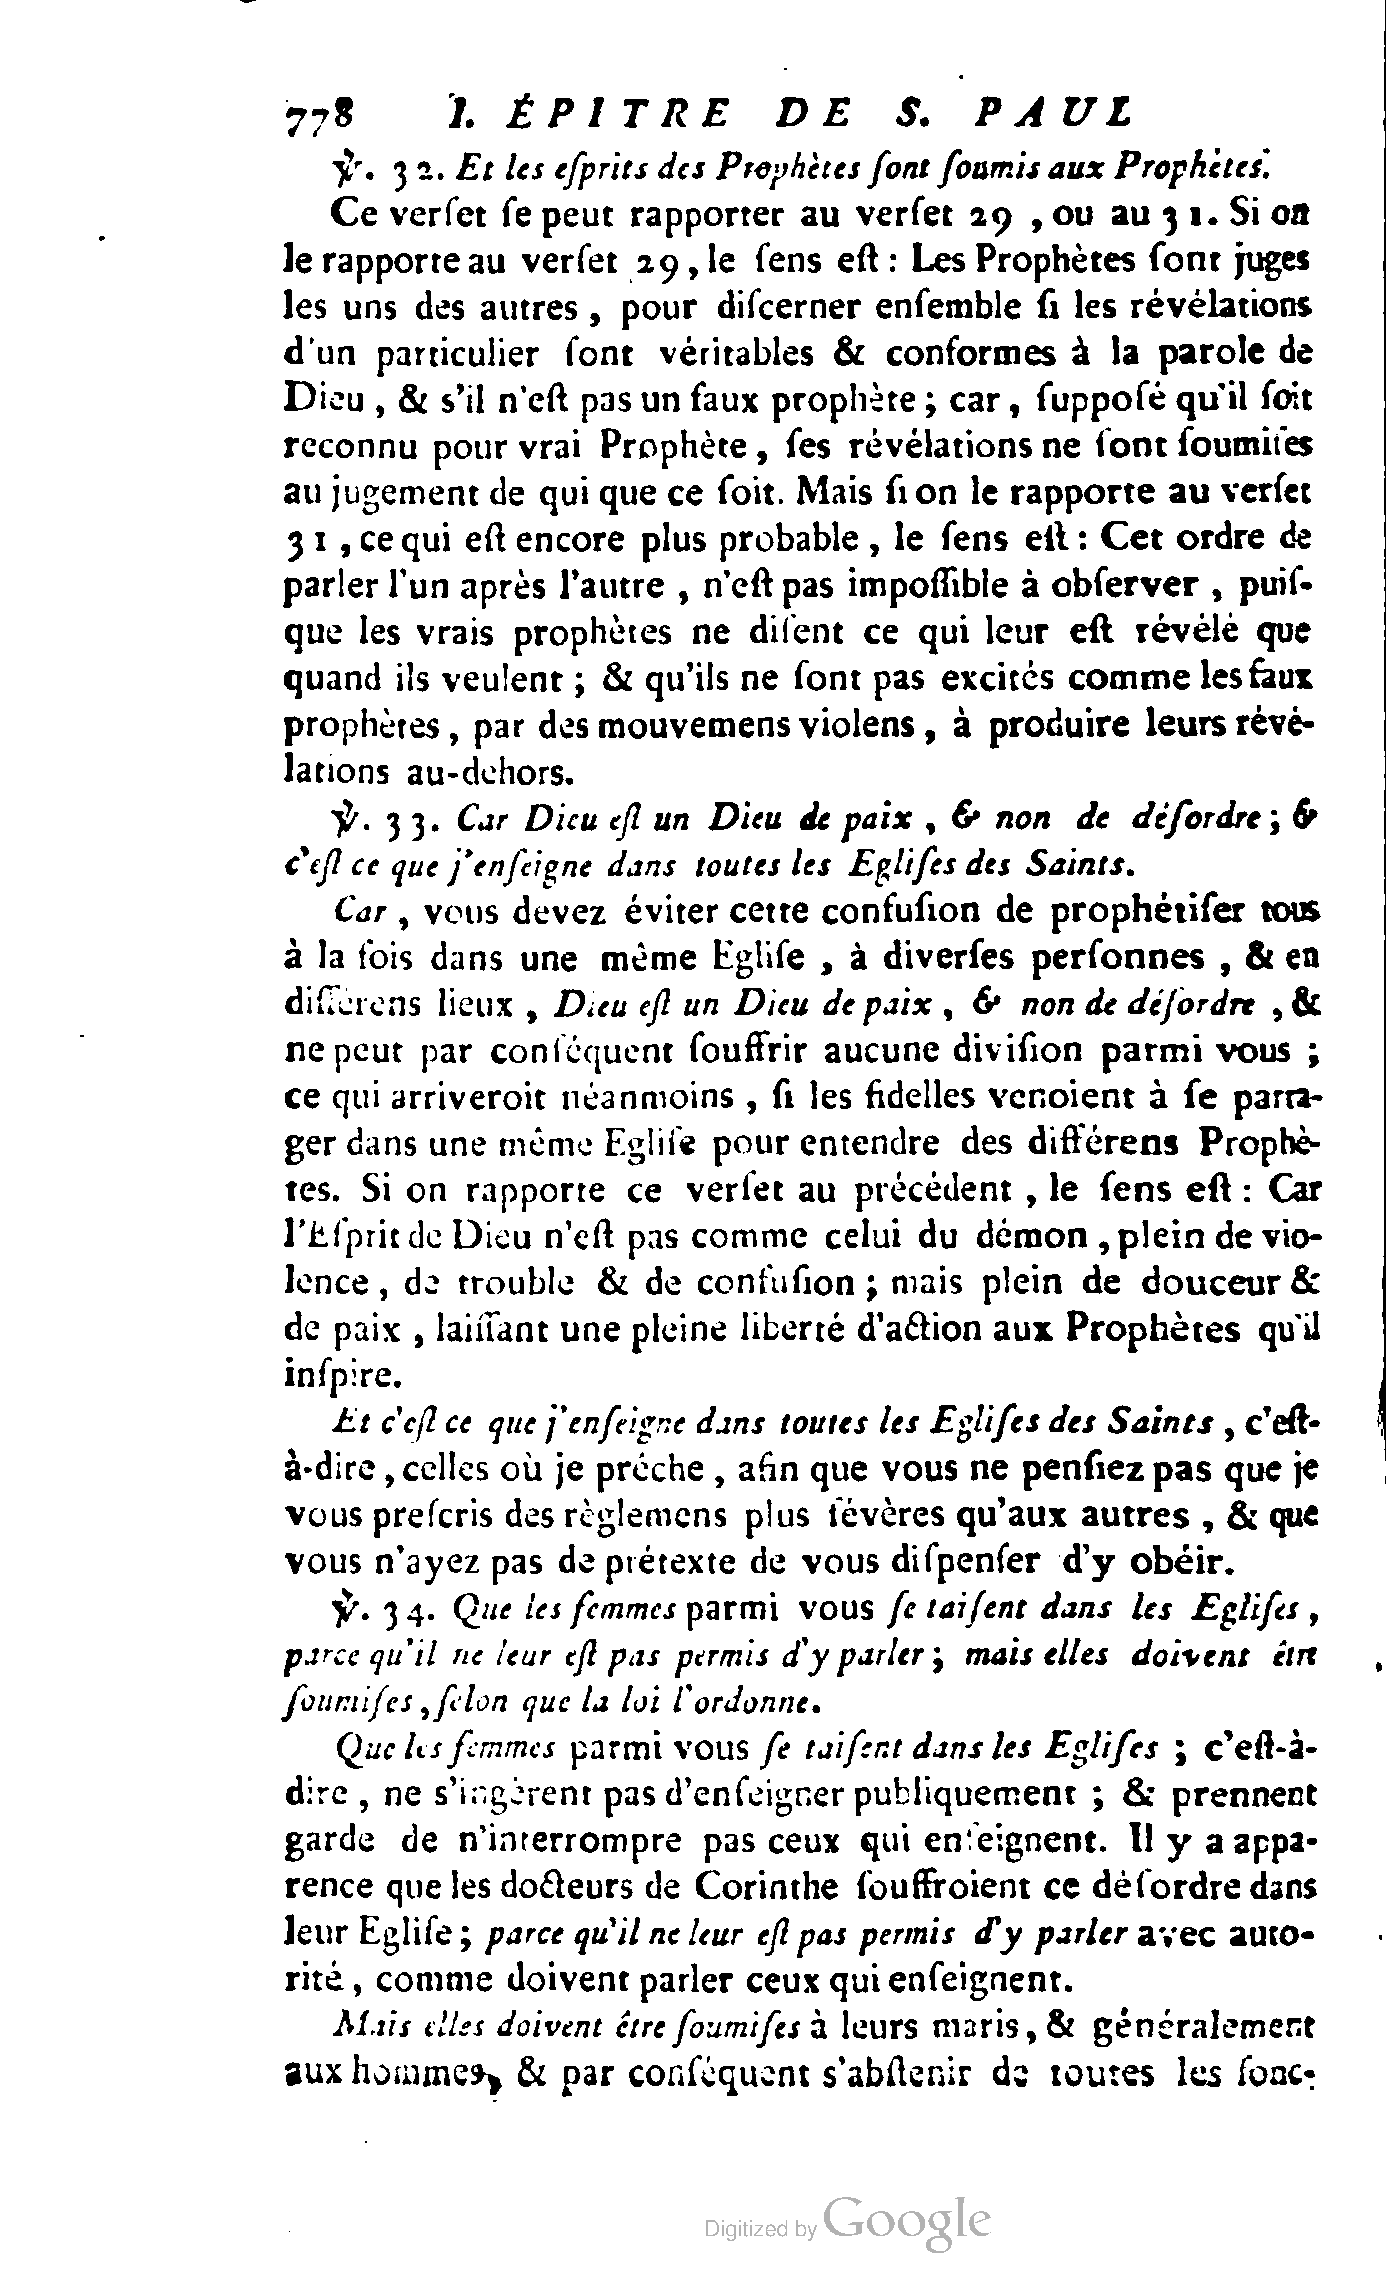 778 I. ÉPITRE DE S. PAUL
℣. 32. Et les eſprits des Prophètes ſont ſoumis aux Prophètes.
Ce verſet ſe peut rapporter au verſet 29 , ou au 31. Si on
le rapporte au verſet 29, le ſens eſt : Les Prophètes ſont juges
les uns des autres , pour diſcerner enſemble ſi les révélations
d'un particulier ſont véritables & conformes à la parole de
Dieu , & s'il n'eſt pas un faux prophète ; car , ſuppoſé qu'il ſoit
reconnu pour vrai Prophète , ſes révélations ne ſont ſoumiſes
au jugement de qui que ce ſoit. Mais ſi on le rapporte au verſet
31 , ce qui eſt encore plus probable , le ſens eſt : Cet ordre de
parler l'un après l'autre , n'eſt pas impoſſible à obſerver , puiſ-
que les vrais prophètes ne diſent ce qui leur eſt révélé que
quand ils veulent ; & qu'ils ne ſont pas excités comme les faux
prophètes , par des mouvemens violens , à produire leurs révé-
lations au-dehors.
℣. 33. Car Dieu eſt un Dieu de paix , & non de déſordre ; &
c'eſt ce que j'enſeigne dans toutes les Egliſes des Saints.
Car , vous devez éviter cette confuſion de prophétiſer tous
à la fois dans une même Egliſe , à diverſes perſonnes , & en
différens lieux , Dieu eſt un Dieu de paix , & non de déſordre , &
ne peut par conſéquent ſouffrir aucune diviſion parmi vous ;
ce qui arriveroit néanmoins , ſi les fidelles venoient à ſe parta-
ger dans une même Egliſe pour entendre des différens Prophè-
tes. Si on rapporte ce verſet au précédent , le ſens eſt : Car
l'Eſprit de Dieu n'eſt pas comme celui du démon , plein de vio-
lence , de trouble & de confuſion ; mais plein de douceur &
de paix , laiſſant une pleine liberté d'action aux Prophètes qu'il
inſpire.
Et c'eſt ce que j'enſeigne dans toutes les Egliſes des Saints , c'eſt-
à-dire , celles où je prêche , afin que vous ne penſiez pas que je
vous preſcris des règlemens plus ſévères qu'aux autres , & que
vous n'ayez pas de prétexte de vous diſpenſer d'y obéir.
℣. 34. Que les femmes parmi vous ſe taiſent dans les Egliſes ,
parce qu'il ne leur eſt pas permis d'y parler ; mais elles doivent être
ſoumiſes , ſelon que la loi l'ordonne.
Que les femmes parmi vous ſe taiſent dans les Egliſes ; c'eſt-à-
dire , ne s'ingèrent pas d'enſeigner publiquement ; & prennent
garde de n'interrompre pas ceux qui enſeignent. Il y a appa-
rence que les docteurs de Corinthe ſouffroient ce déſordre dans
leur Egliſe ; parce qu'il ne leur eſt pas permis d'y parler avec auto-
rité , comme doivent parler ceux qui enſeignent.
Mais elles doivent être ſoumiſes à leurs maris , & généralement
aux hommes, & par conſéquent s'abſtenir de toutes les fonc-
Digitized by Google